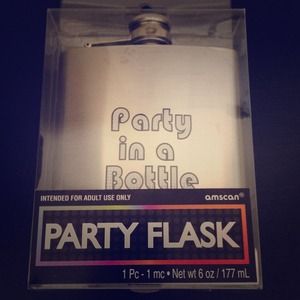 Party
in a
Bottle
INTENDED FOR ADULT USE ONLY
amscan®
PARTY FLASK
1 Pc - 1 mc • Net 6 oz / 177 mL